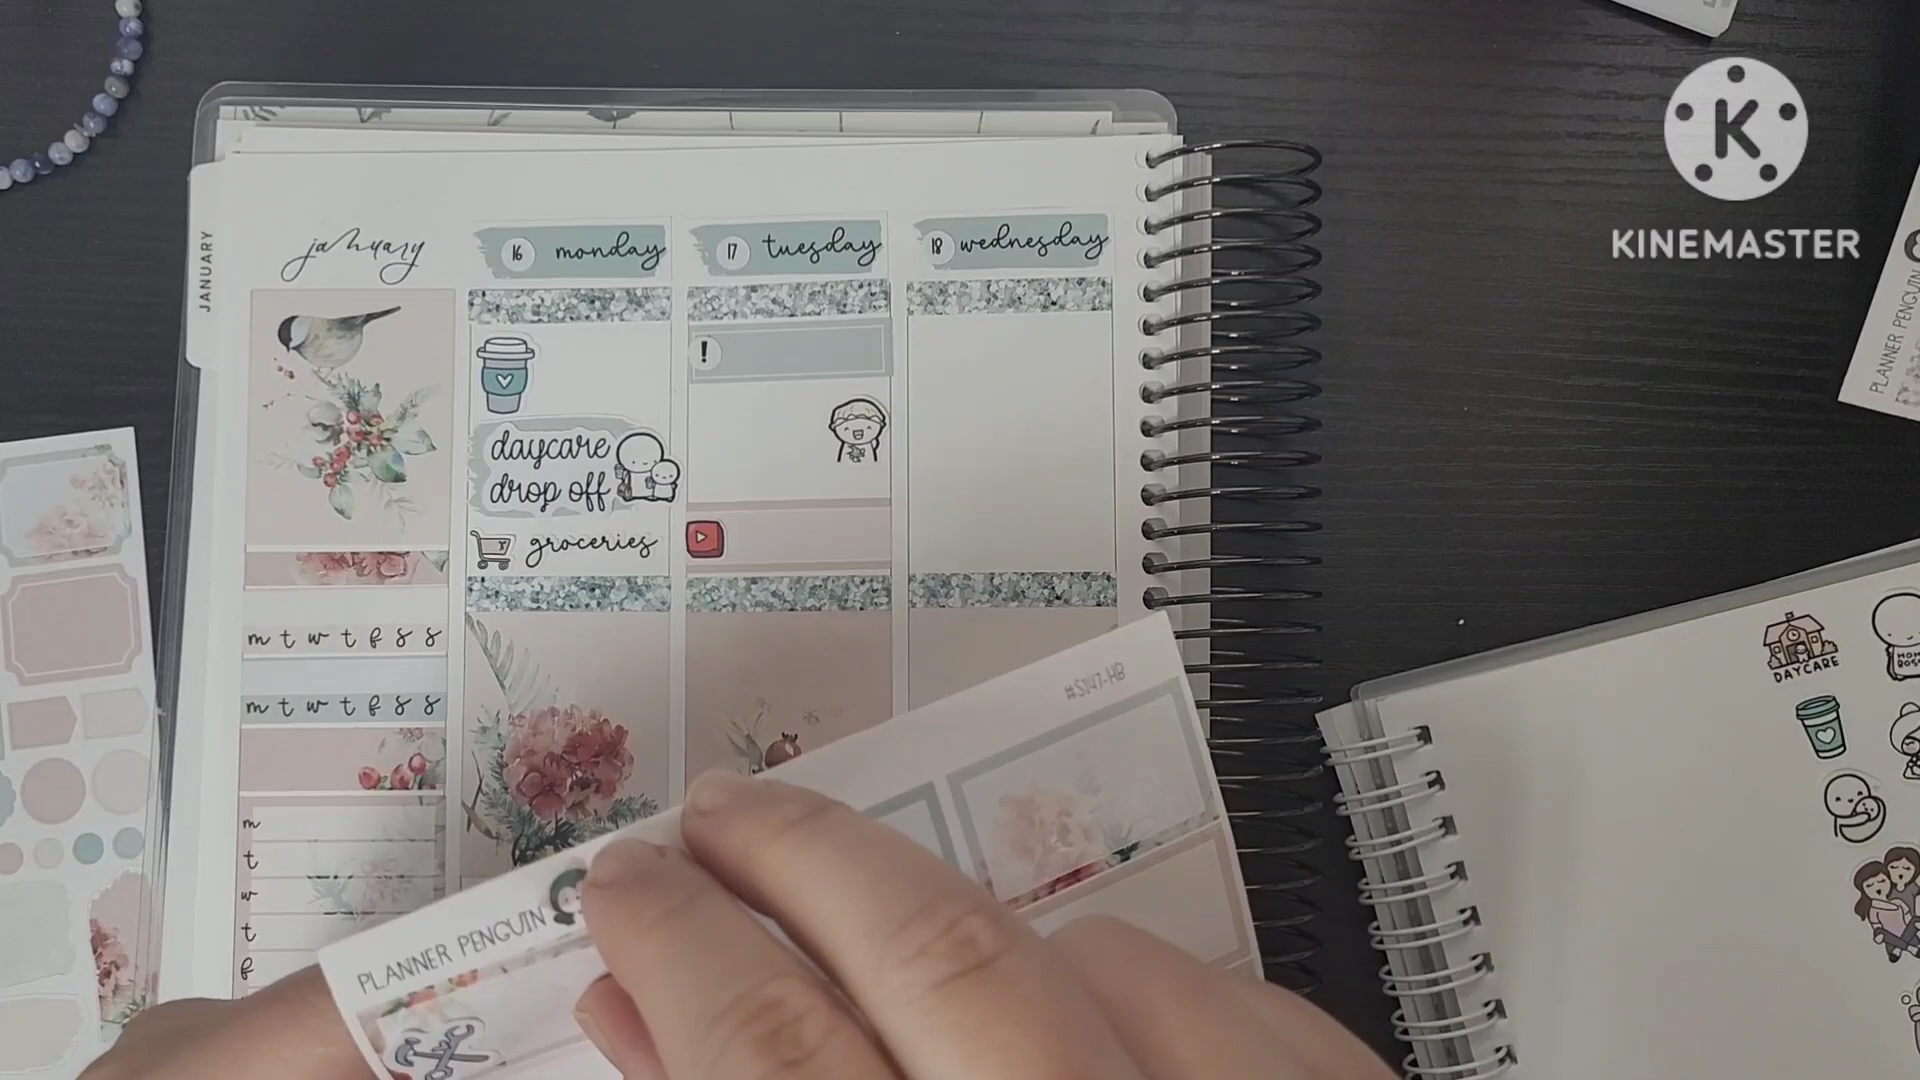 KINEMASTER
JANUARY
january
16 monday
17 tuesday
18 wednesday
!
daycare
drop off
groceries
m t w t f s s
m t w t f s s
m
t
w
t
f
#S147-HB
PLANNER PENGUIN
PLANNER PENGUIN
DAYCARE